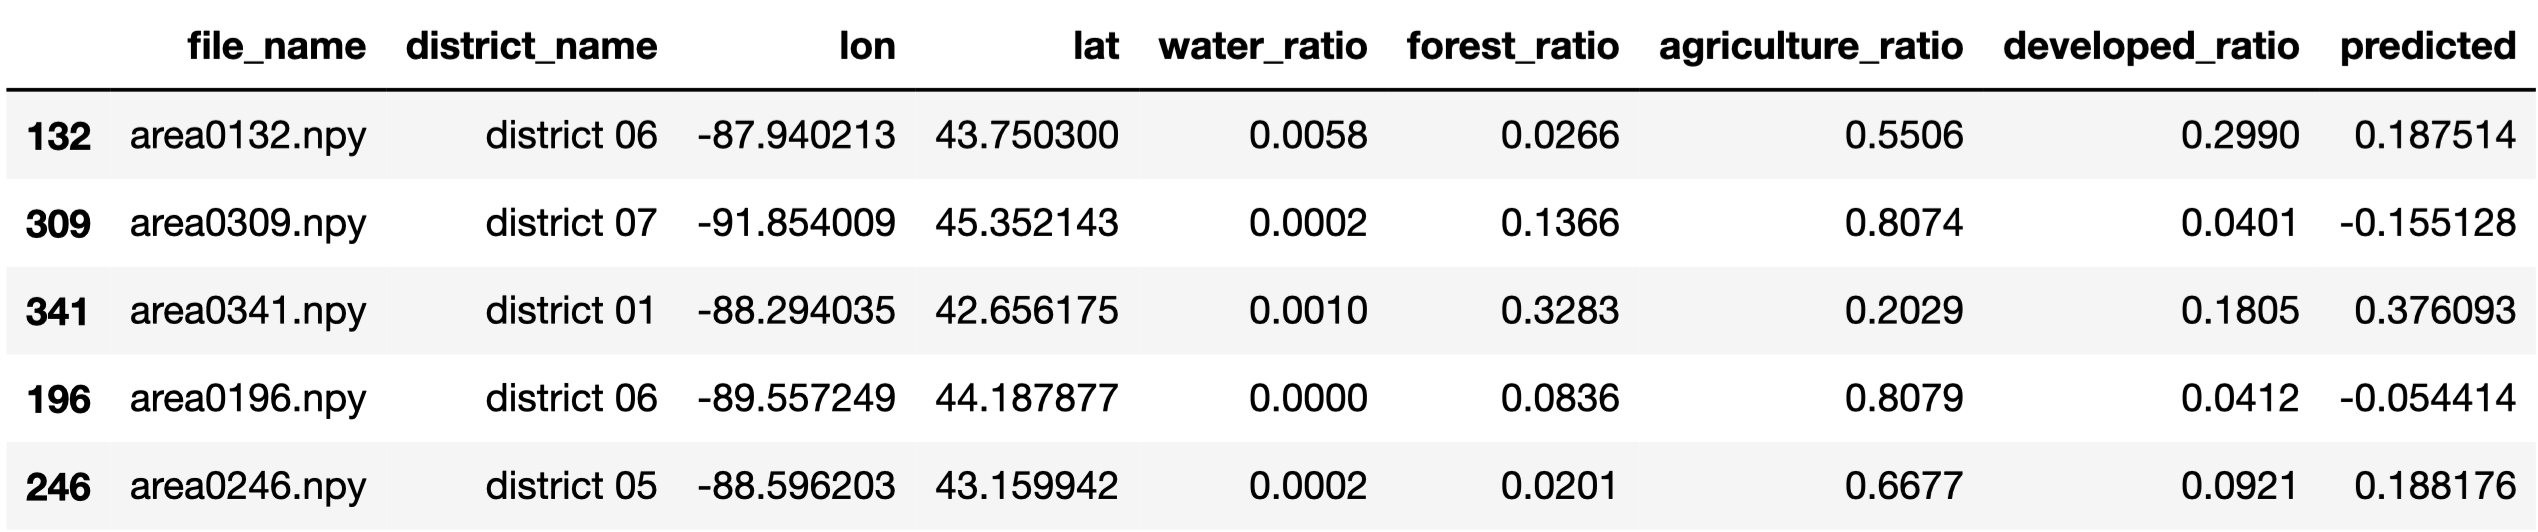 file_name district_name lon lat water_ratio forest_ratio agriculture_ratio developed_ratio predicted
132 area0132.npy district 06 -87.940213 43.750300 0.0058 0.0266 0.5506 0.2990 0.187514
309 area0309.npy district 07 -91.854009 45.352143 0.0002 0.1366 0.8074 0.0401 -0.155128
341 area0341.npy district 01 -88.294035 42.656175 0.0010 0.3283 0.2029 0.1805 0.376093
196 area0196.npy district 06 -89.557249 44.187877 0.0000 0.0836 0.8079 0.0412 -0.054414
246 area0246.npy district 05 -88.596203 43.159942 0.0002 0.0201 0.6677 0.0921 0.188176